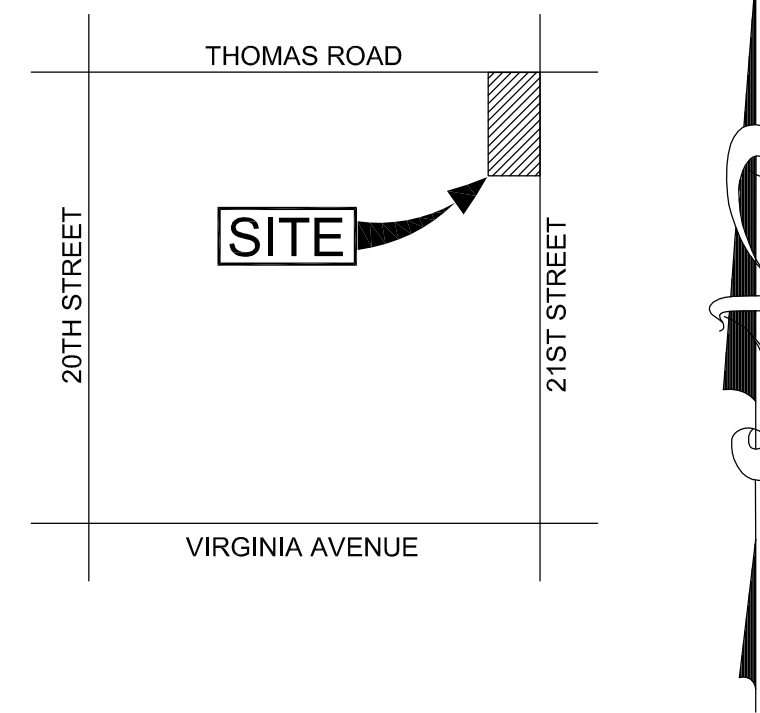 THOMAS ROAD
SITE
20TH STREET
21ST STREET
VIRGINIA AVENUE